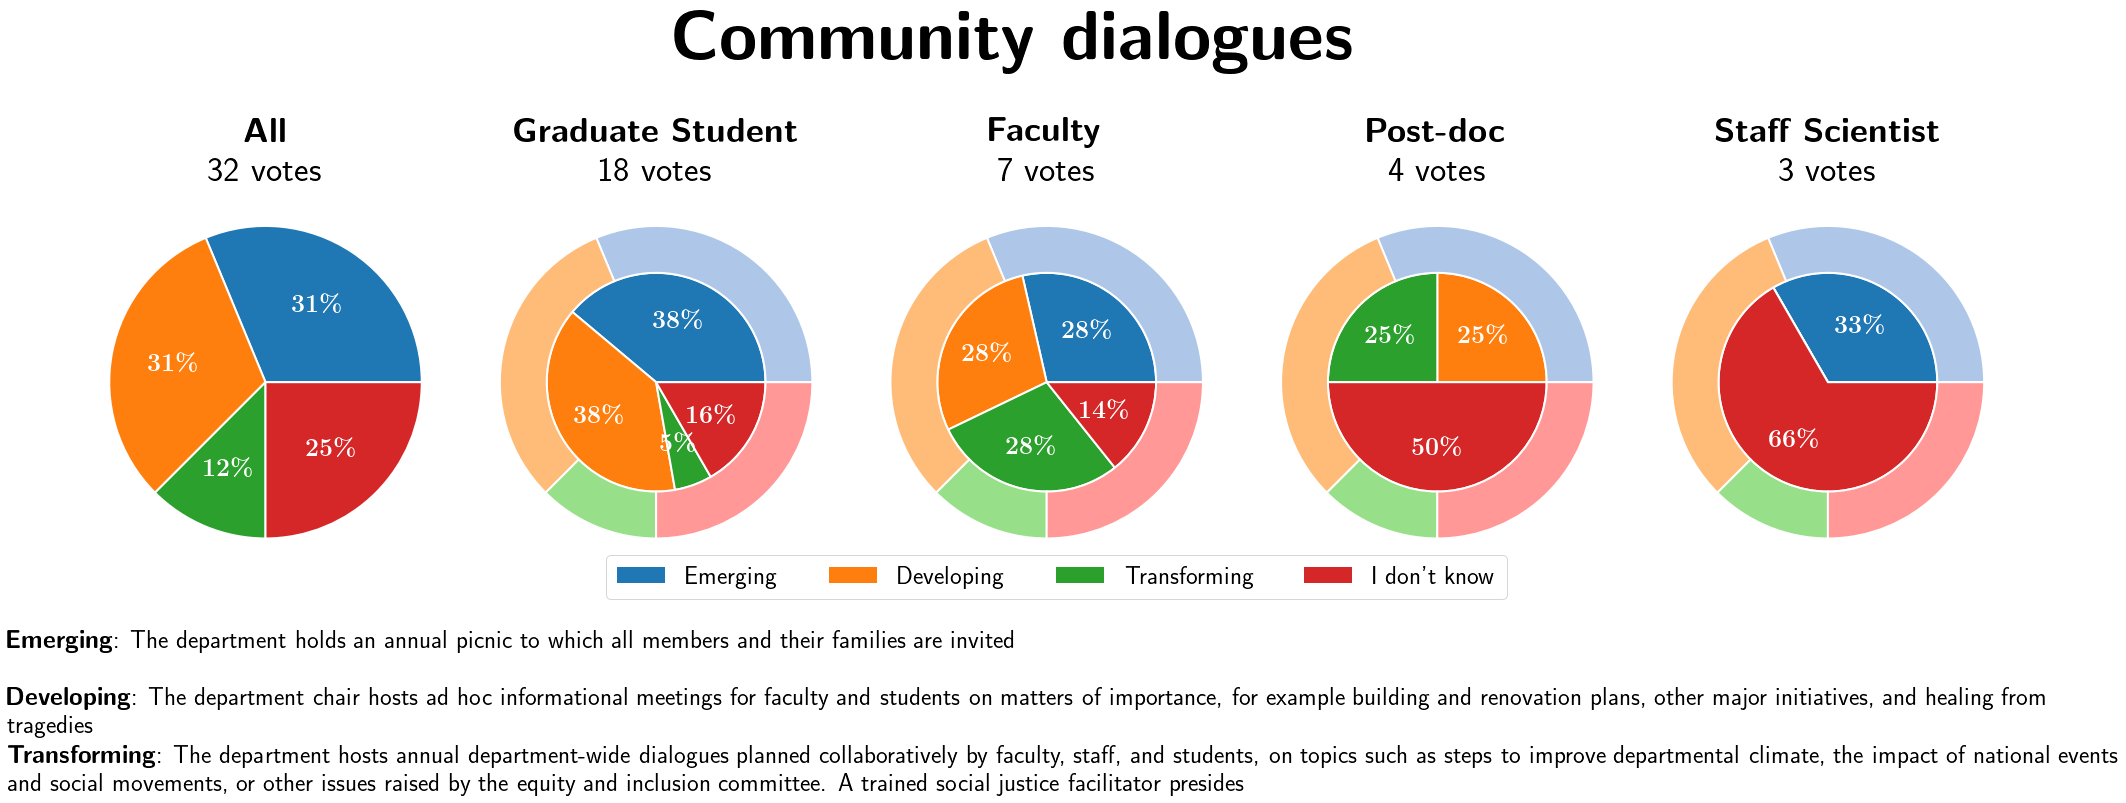 Community dialogues
All
32 votes
Graduate Student
18 votes
Faculty
7 votes
Post-doc
4 votes
Staff Scientist
3 votes
31%
31%
12%
25%
38%
38%
5%
16%
28%
28%
28%
14%
25%
25%
50%
33%
66%
Emerging
Developing
Transforming
I don't know
Emerging: The department holds an annual picnic to which all members and their families are invited
Developing: The department chair hosts ad hoc informational meetings for faculty and students on matters of importance, for example building and renovation plans, other major initiatives, and healing from
tragedies
Transforming: The department hosts annual department-wide dialogues planned collaboratively by faculty, staff, and students, on topics such as steps to improve departmental climate, the impact of national events
and social movements, or other issues raised by the equity and inclusion committee. A trained social justice facilitator presides